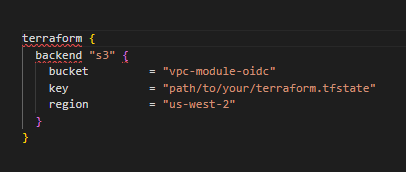 terraform {
  backend "s3" {
    bucket         = "vpc-module-oidc"
    key            = "path/to/your/terraform.tfstate"
    region         = "us-west-2"
  }
}